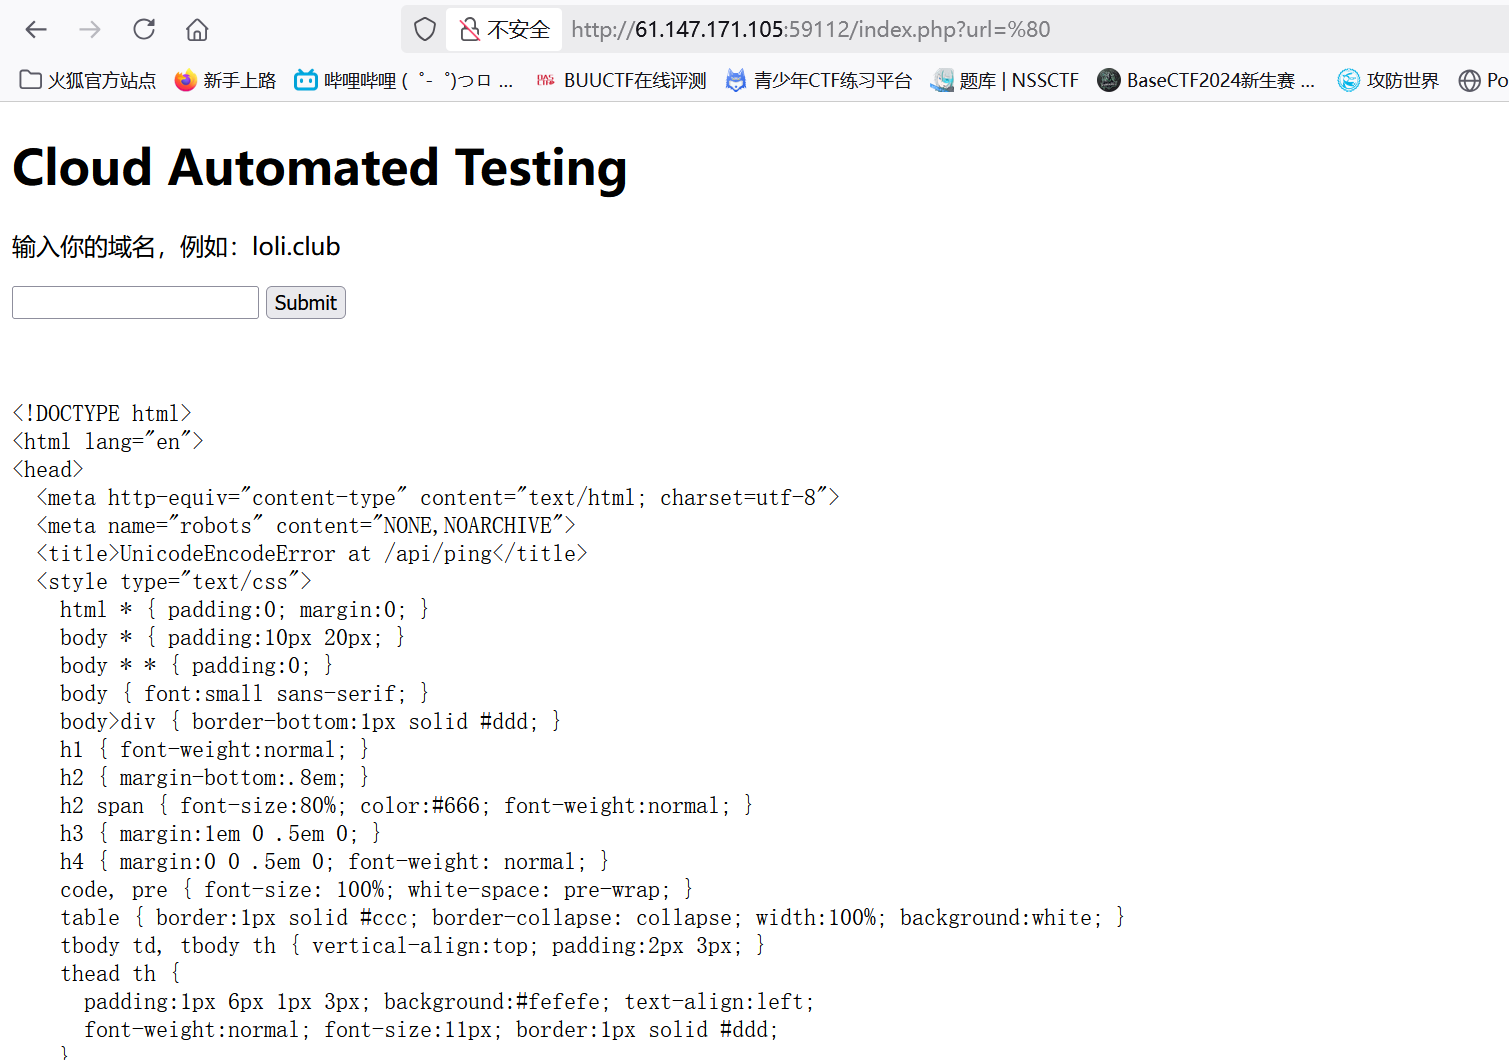 不安全 http://61.147.171.105:59112/index.php?url=%80
火狐官方站点 新手上路 哔哩哔哩 ( ゜- ゜)つロ ... BUUCTF在线评测 青少年CTF练习平台 题库 | NSSCTF BaseCTF2024新生赛 ... 攻防世界 Po
Cloud Automated Testing
输入你的域名，例如：loli.club
Submit
<!DOCTYPE html>
<html lang="en">
<head>
  <meta http-equiv="content-type" content="text/html; charset=utf-8">
  <meta name="robots" content="NONE,NOARCHIVE">
  <title>UnicodeEncodeError at /api/ping</title>
  <style type="text/css">
    html * { padding:0; margin:0; }
    body * { padding:10px 20px; }
    body * * { padding:0; }
    body { font:small sans-serif; }
    body>div { border-bottom:1px solid #ddd; }
    h1 { font-weight:normal; }
    h2 { margin-bottom:.8em; }
    h2 span { font-size:80%; color:#666; font-weight:normal; }
    h3 { margin:1em 0 .5em 0; }
    h4 { margin:0 0 .5em 0; font-weight: normal; }
    code, pre { font-size: 100%; white-space: pre-wrap; }
    table { border:1px solid #ccc; border-collapse: collapse; width:100%; background:white; }
    tbody td, tbody th { vertical-align:top; padding:2px 3px; }
    thead th {
      padding:1px 6px 1px 3px; background:#fefefe; text-align:left;
      font-weight:normal; font-size:11px; border:1px solid #ddd;
    }